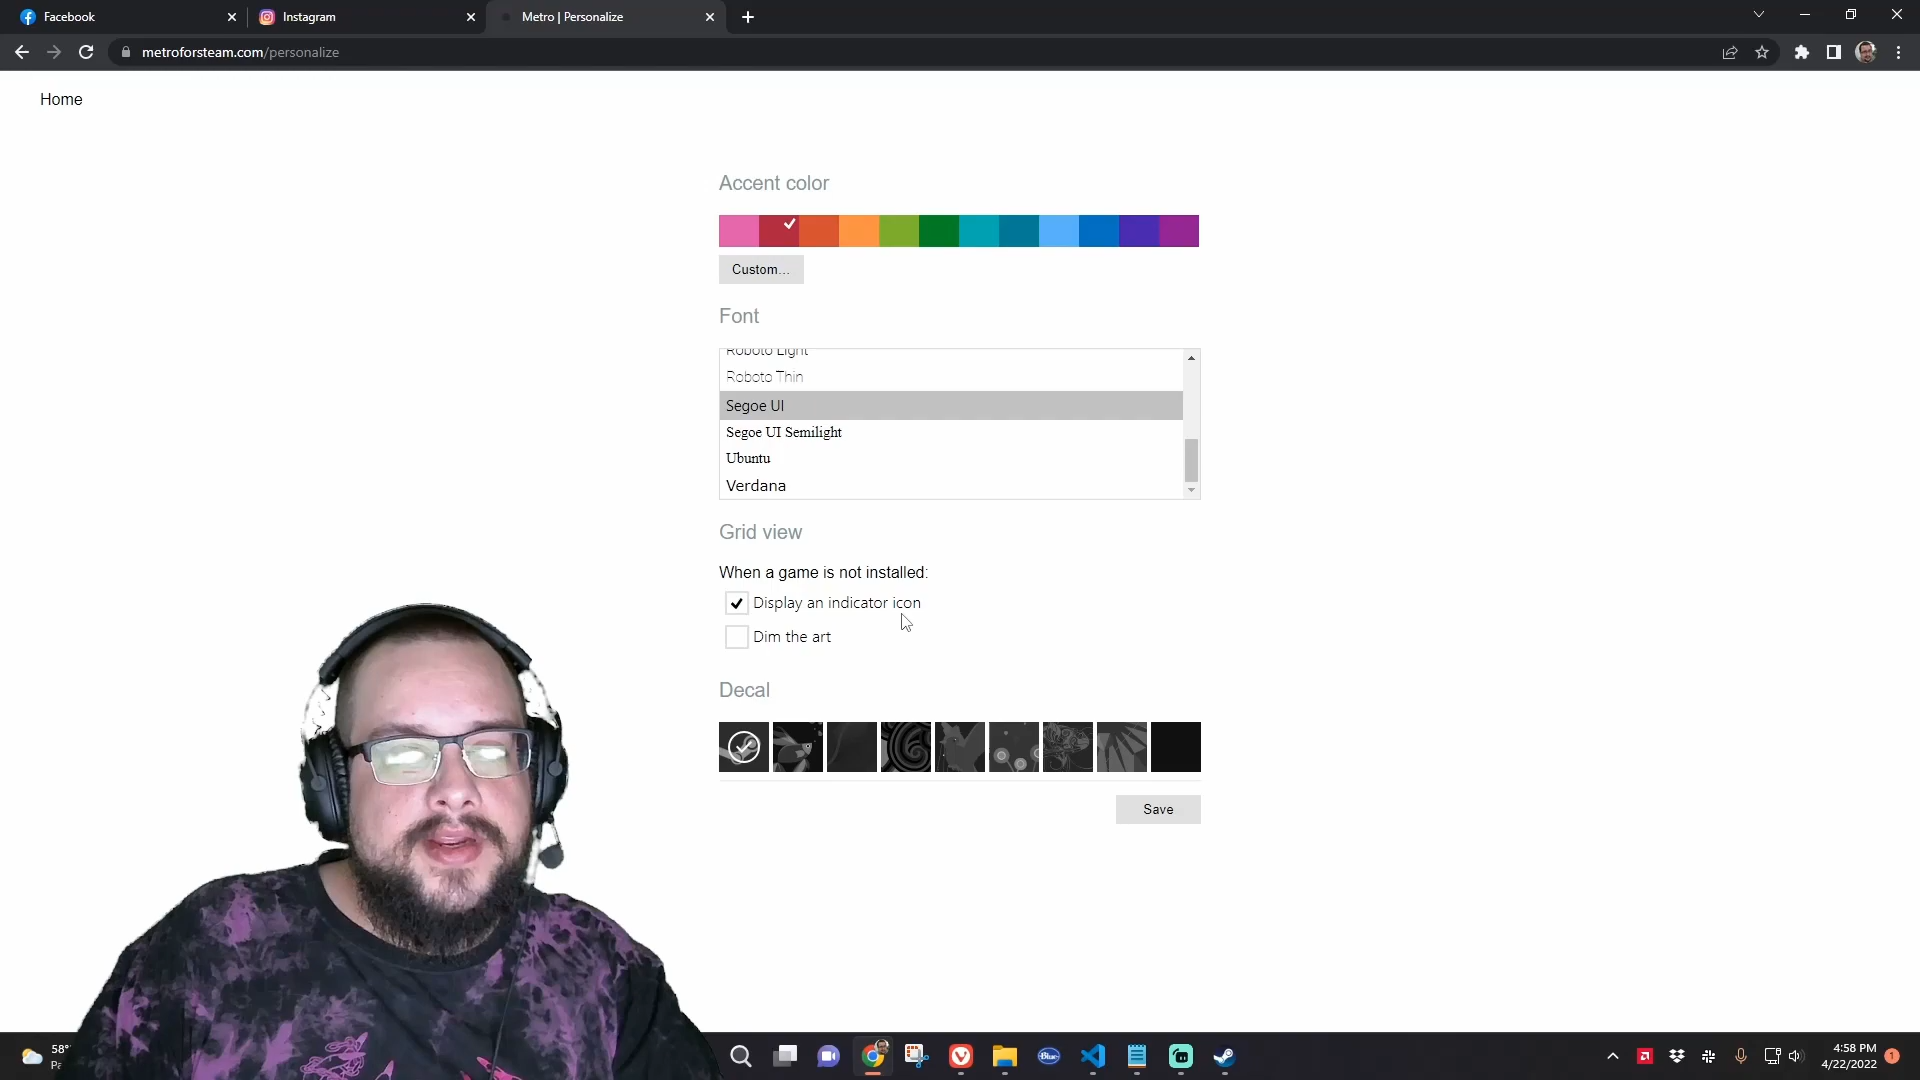 Facebook
Instagram
Metro | Personalize
metroforsteam.com/personalize
Home
Accent color
Custom...
Font
Roboto Light
Roboto Thin
Segoe UI
Segoe UI Semilight
Ubuntu
Verdana
Grid view
When a game is not installed:
Display an indicator icon
Dim the art
Decal
Save
58°
4:58 PM
4/22/2022
1